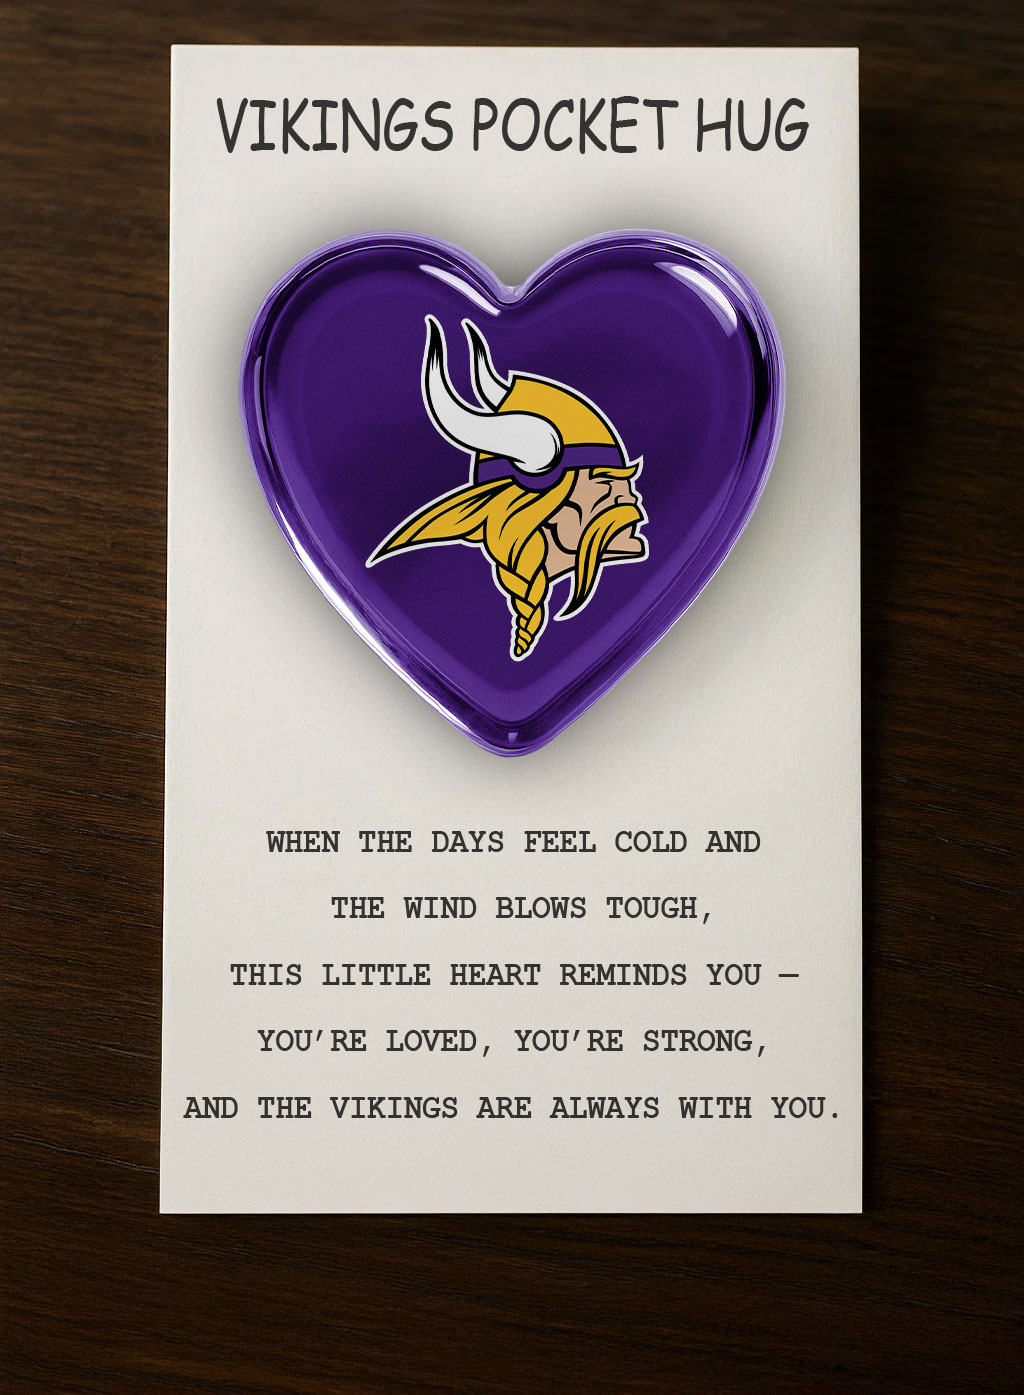 VIKINGS POCKET HUG
WHEN THE DAYS FEEL COLD AND
THE WIND BLOWS TOUGH,
THIS LITTLE HEART REMINDS YOU —
YOU’RE LOVED, YOU’RE STRONG,
AND THE VIKINGS ARE ALWAYS WITH YOU.